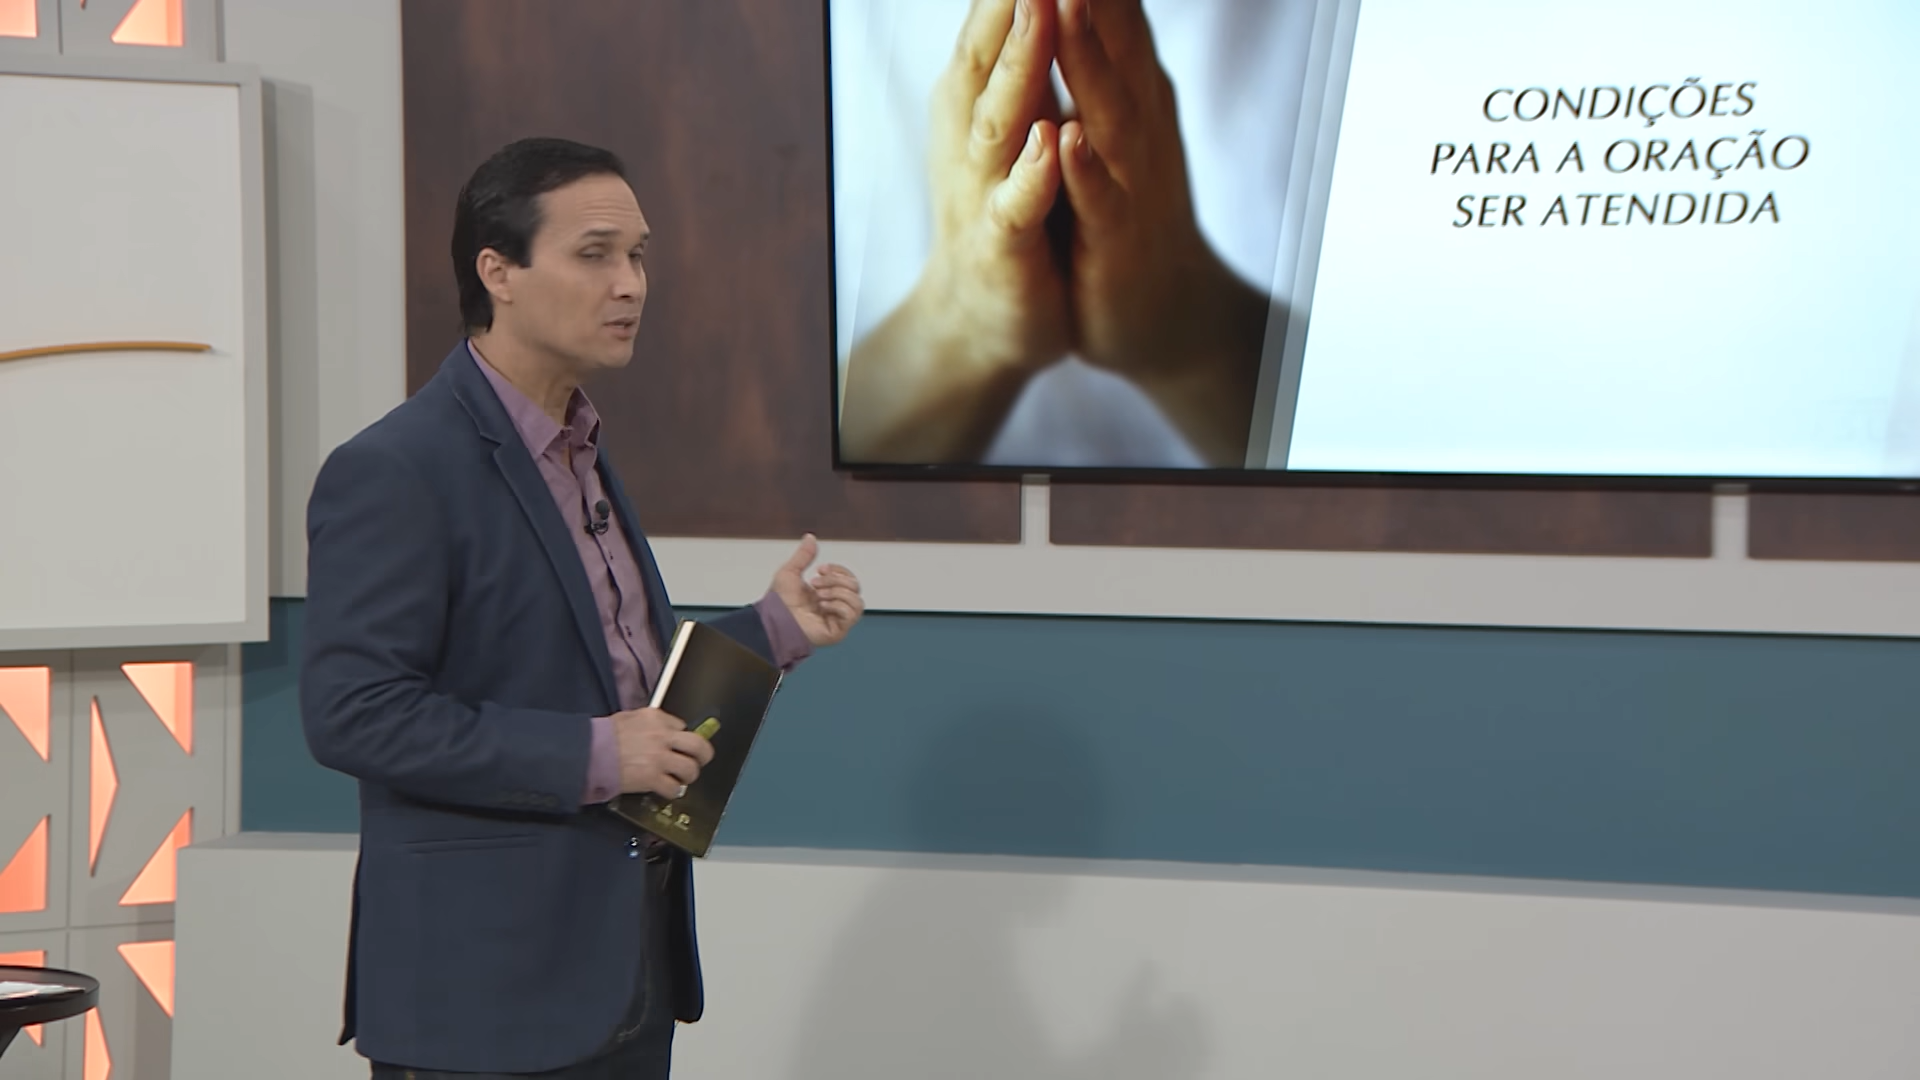 CONDIÇÕES
PARA A ORAÇÃO
SER ATENDIDA